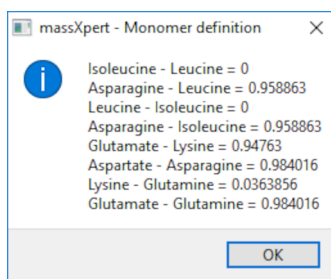 massXpert - Monomer definition
Isoleucine - Leucine = 0
Asparagine - Leucine = 0.958863
Leucine - Isoleucine = 0
Asparagine - Isoleucine = 0.958863
Glutamate - Lysine = 0.94763
Aspartate - Asparagine = 0.984016
Lysine - Glutamine = 0.0363856
Glutamate - Glutamine = 0.984016
OK